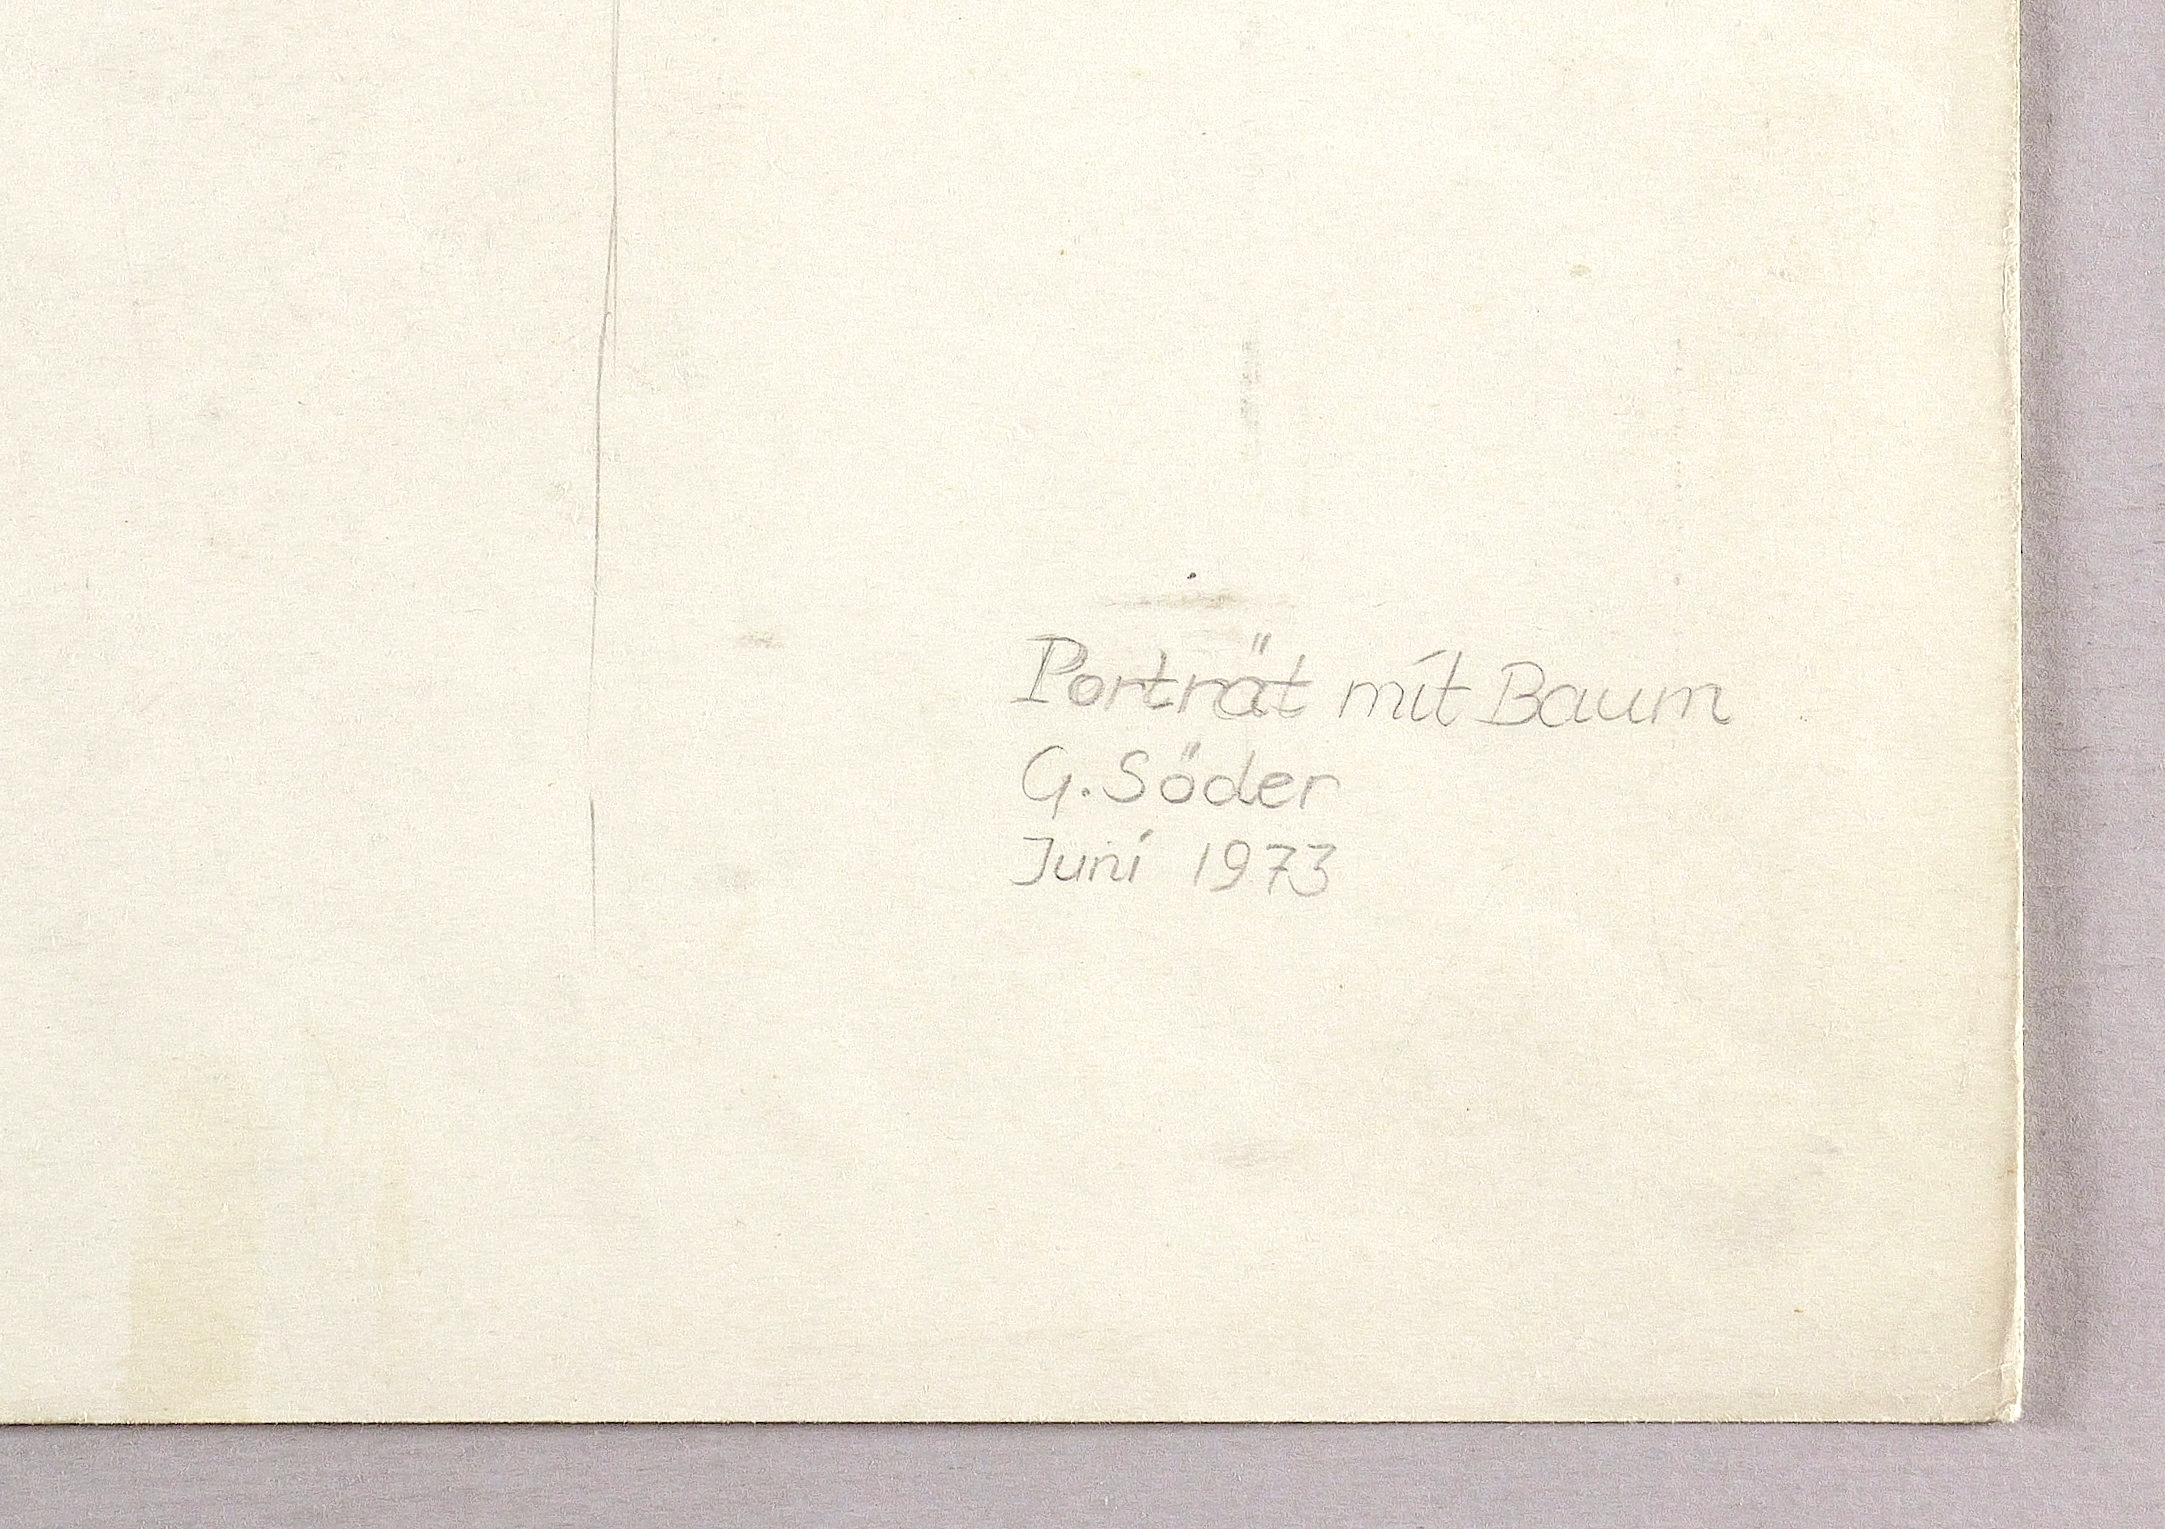 Porträt mit Baum
G. Söder
Juni 1973